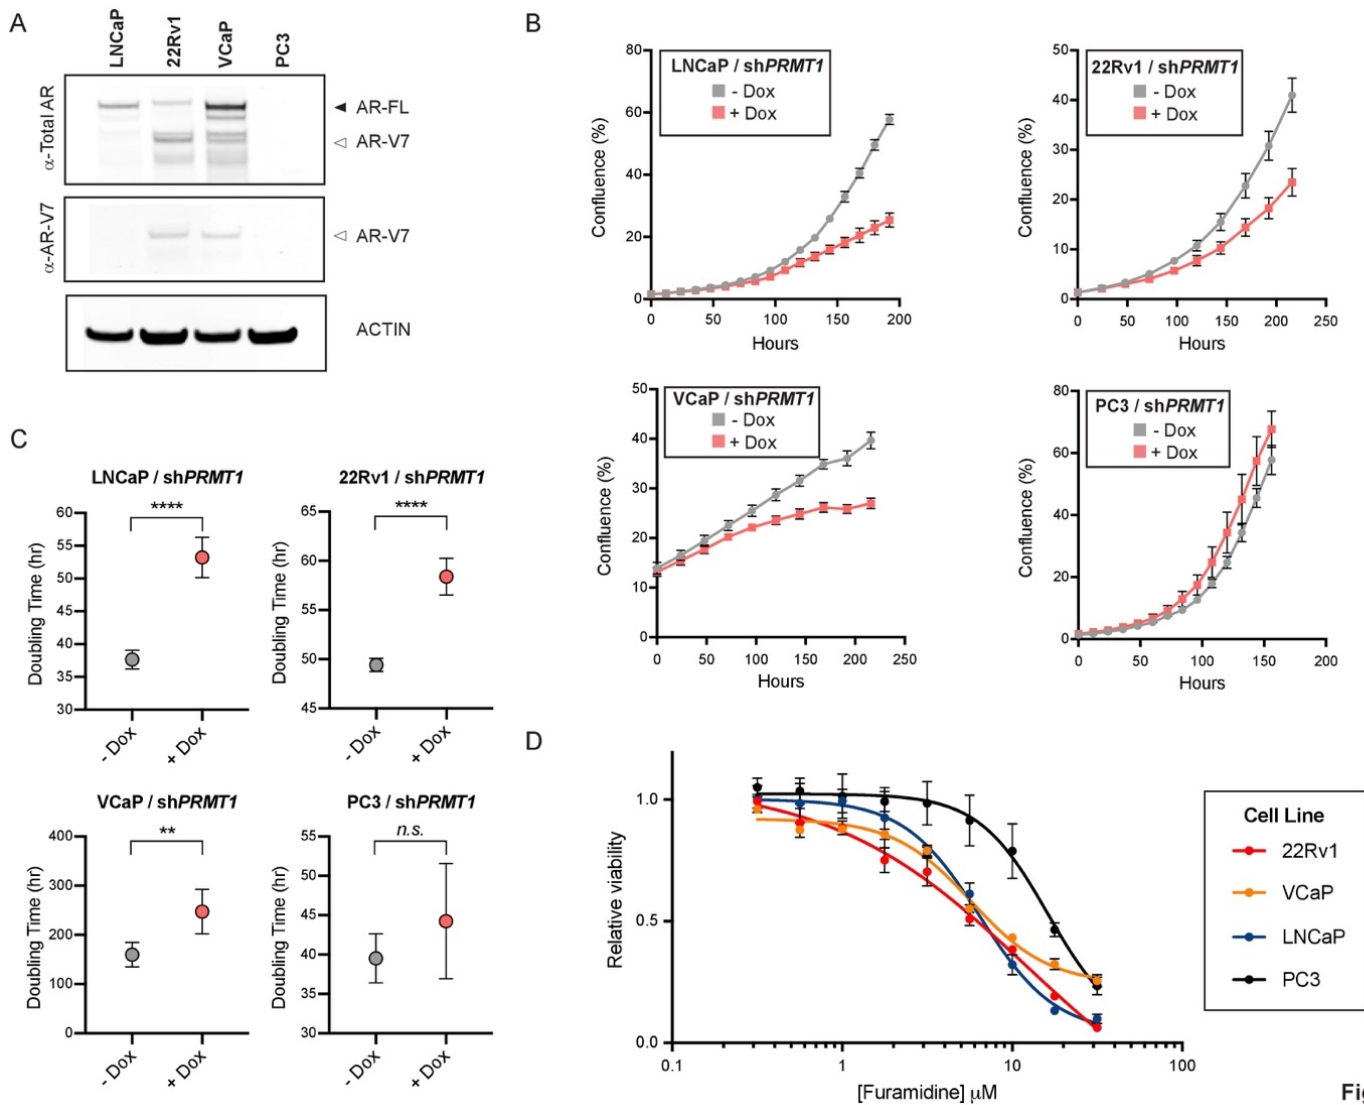 A
LNCaP
22Rv1
VCaP
PC3
α-Total AR
AR-FL
AR-V7
α-AR-V7
AR-V7
ACTIN
B
LNCaP / shPRMT1
- Dox
+ Dox
Confluence (%)
80
60
40
20
0
0 50 100 150 200
Hours
22Rv1 / shPRMT1
- Dox
+ Dox
Confluence (%)
50
40
30
20
10
0
0 50 100 150 200 250
Hours
VCaP / shPRMT1
- Dox
+ Dox
Confluence (%)
50
40
30
20
10
0
0 50 100 150 200 250
Hours
PC3 / shPRMT1
- Dox
+ Dox
Confluence (%)
80
60
40
20
0
0 50 100 150 200
Hours
C
LNCaP / shPRMT1
****
Doubling Time (hr)
60
55
50
45
40
35
30
- Dox
+ Dox
22Rv1 / shPRMT1
****
Doubling Time (hr)
65
60
55
50
45
- Dox
+ Dox
VCaP / shPRMT1
**
Doubling Time (hr)
400
300
200
100
0
- Dox
+ Dox
PC3 / shPRMT1
n.s.
Doubling Time (hr)
55
50
45
40
35
30
- Dox
+ Dox
D
Relative viability
1.0
0.5
0.0
0.1 1 10 100
[Furamidine] μM
Cell Line
22Rv1
VCaP
LNCaP
PC3
Fig